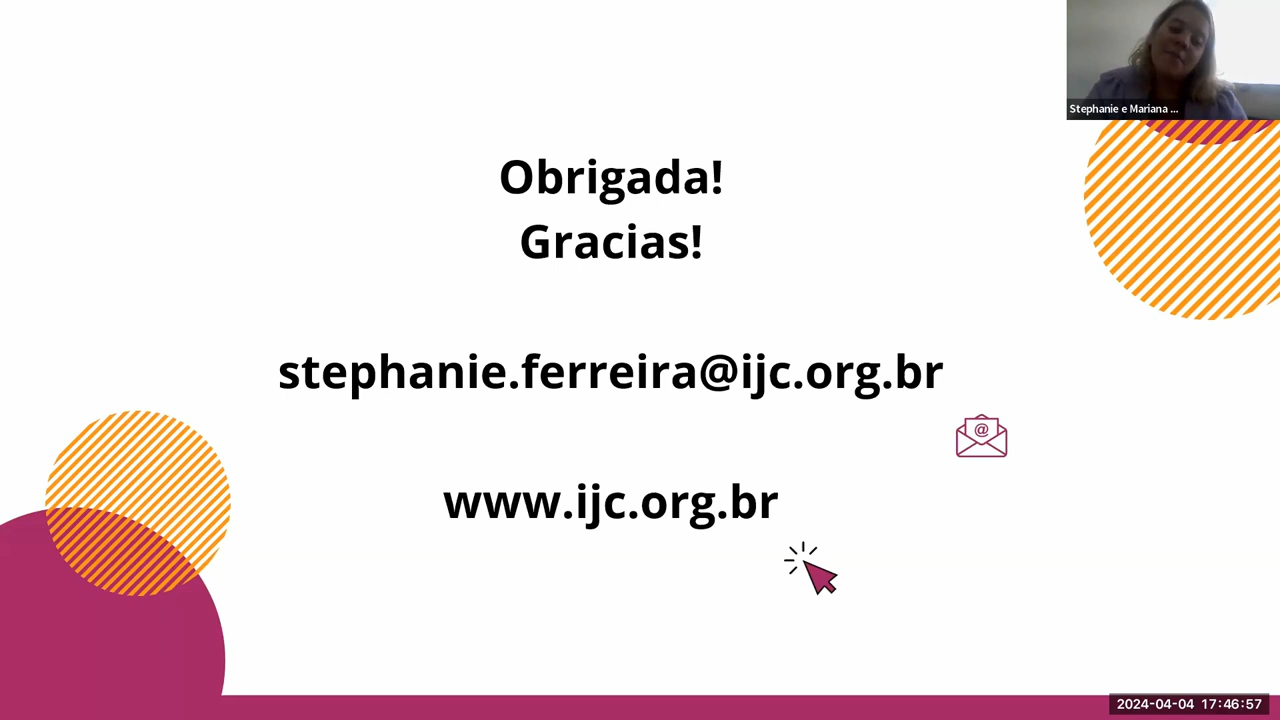 Stephanie e Mariana ...
Obrigada!
Gracias!
stephanie.ferreira@ijc.org.br
@
www.ijc.org.br
2024-04-04 17:46:57